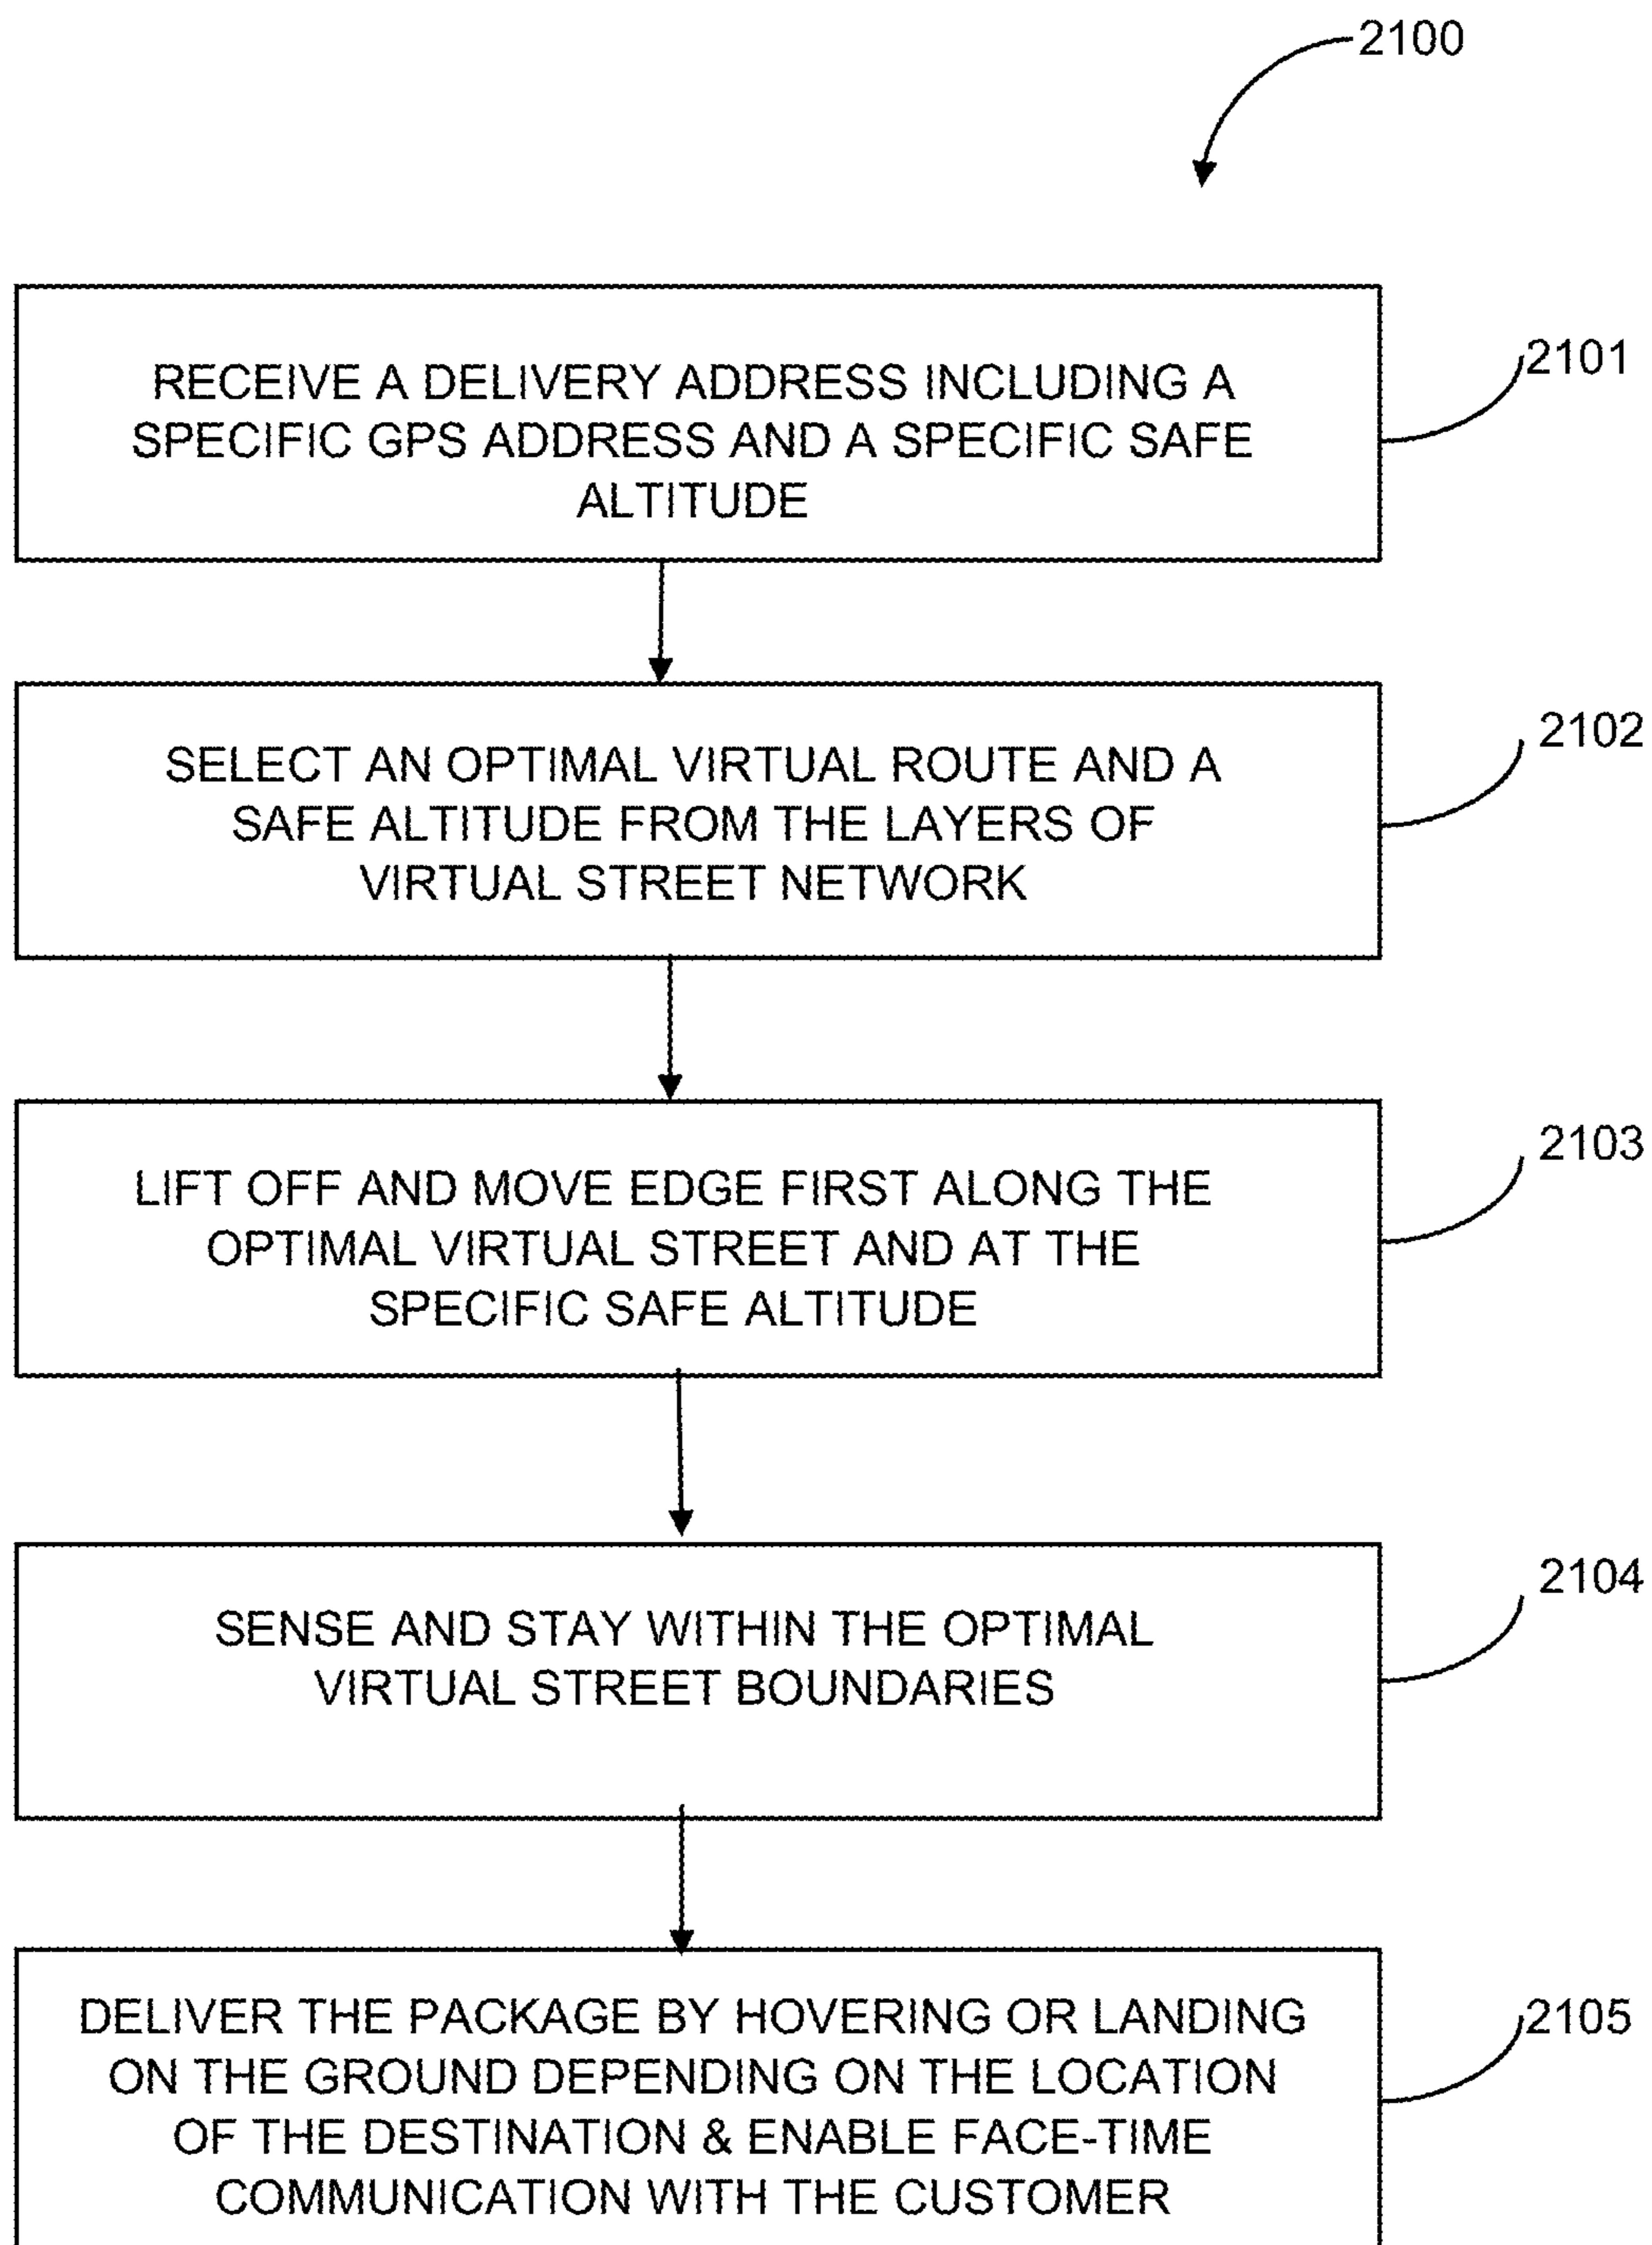 2100
RECEIVE A DELIVERY ADDRESS INCLUDING A
SPECIFIC GPS ADDRESS AND A SPECIFIC SAFE
ALTITUDE
2101
SELECT AN OPTIMAL VIRTUAL ROUTE AND A
SAFE ALTITUDE FROM THE LAYERS OF
VIRTUAL STREET NETWORK
2102
LIFT OFF AND MOVE EDGE FIRST ALONG THE
OPTIMAL VIRTUAL STREET AND AT THE
SPECIFIC SAFE ALTITUDE
2103
SENSE AND STAY WITHIN THE OPTIMAL
VIRTUAL STREET BOUNDARIES
2104
DELIVER THE PACKAGE BY HOVERING OR LANDING
ON THE GROUND DEPENDING ON THE LOCATION
OF THE DESTINATION & ENABLE FACE-TIME
COMMUNICATION WITH THE CUSTOMER
2105